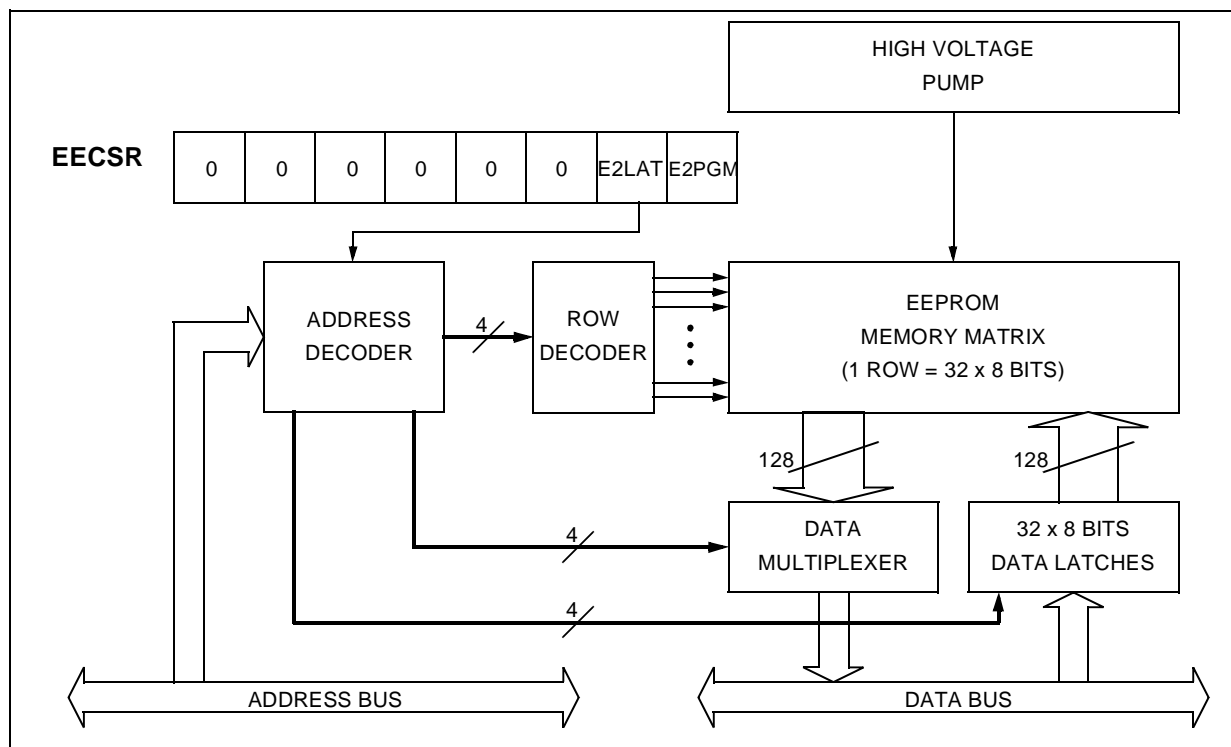 HIGH VOLTAGE
PUMP
EECSR
0 0 0 0 0 0 E2LAT E2PGM
ADDRESS
DECODER
4
ROW
DECODER
EEPROM
MEMORY MATRIX
(1 ROW = 32 x 8 BITS)
128
128
4
DATA
MULTIPLEXER
32 x 8 BITS
DATA LATCHES
4
ADDRESS BUS
DATA BUS